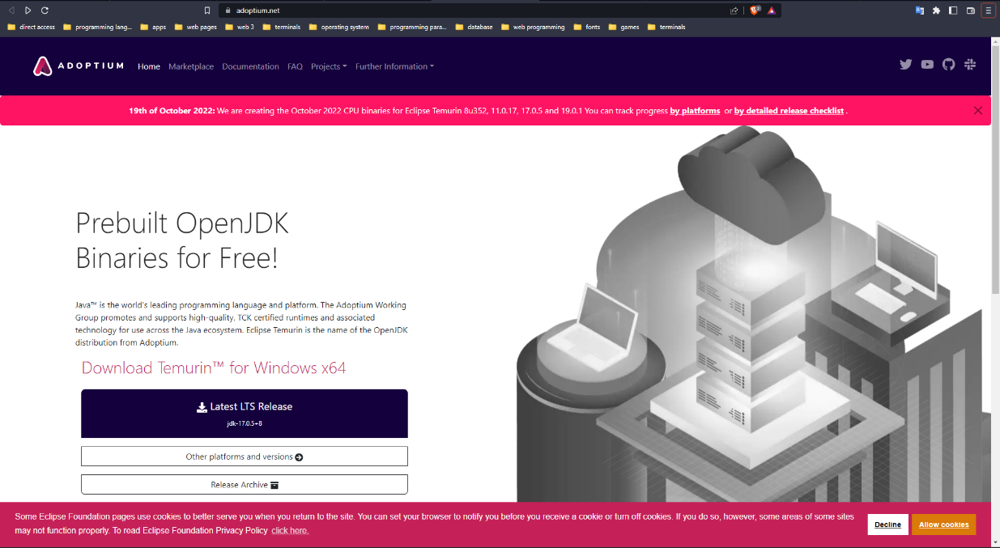 adoptium.net
direct access programming lang... apps web pages web 3 terminals operating system programming para... database web programming fonts games terminals
ADOPTIUM Home Marketplace Documentation FAQ Projects Further Information
19th of October 2022: We are creating the October 2022 CPU binaries for Eclipse Temurin 8u352, 11.0.17, 17.0.5 and 19.0.1 You can track progress by platforms or by detailed release checklist .
Prebuilt OpenJDK
Binaries for Free!
Java™ is the world's leading programming language and platform. The Adoptium Working
Group promotes and supports high-quality, TCK certified runtimes and associated
technology for use across the Java ecosystem. Eclipse Temurin is the name of the OpenJDK
distribution from Adoptium.
Download Temurin™ for Windows x64
Latest LTS Release
jdk-17.0.5+8
Other platforms and versions
Release Archive
Some Eclipse Foundation pages use cookies to better serve you when you return to the site. You can set your browser to notify you before you receive a cookie or turn off cookies. If you do so, however, some areas of some sites
may not function properly. To read Eclipse Foundation Privacy Policy click here.
Decline Allow cookies